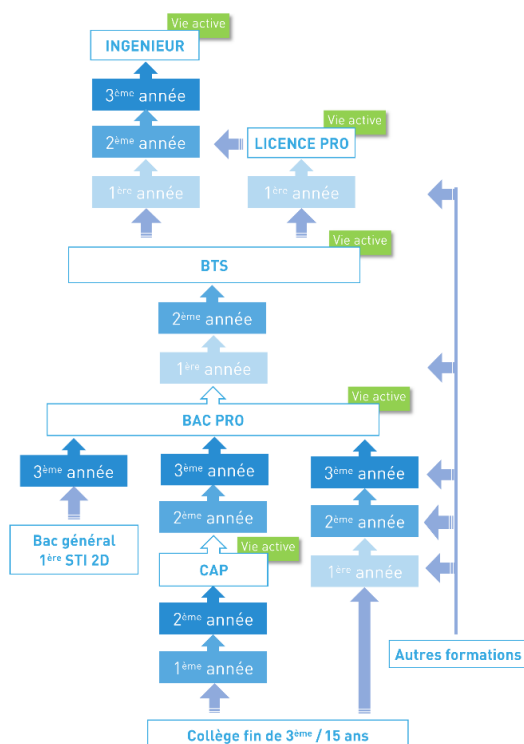 Vie active
INGENIEUR
3ème année
2ème année
Vie active
LICENCE PRO
1ère année
1ère année
Vie active
BTS
2ème année
1ère année
Vie active
BAC PRO
3ème année
3ème année
3ème année
2ème année
2ème année
Bac général
1ère STI 2D
Vie active
CAP
1ère année
2ème année
1ème année
Autres formations
Collège fin de 3ème / 15 ans